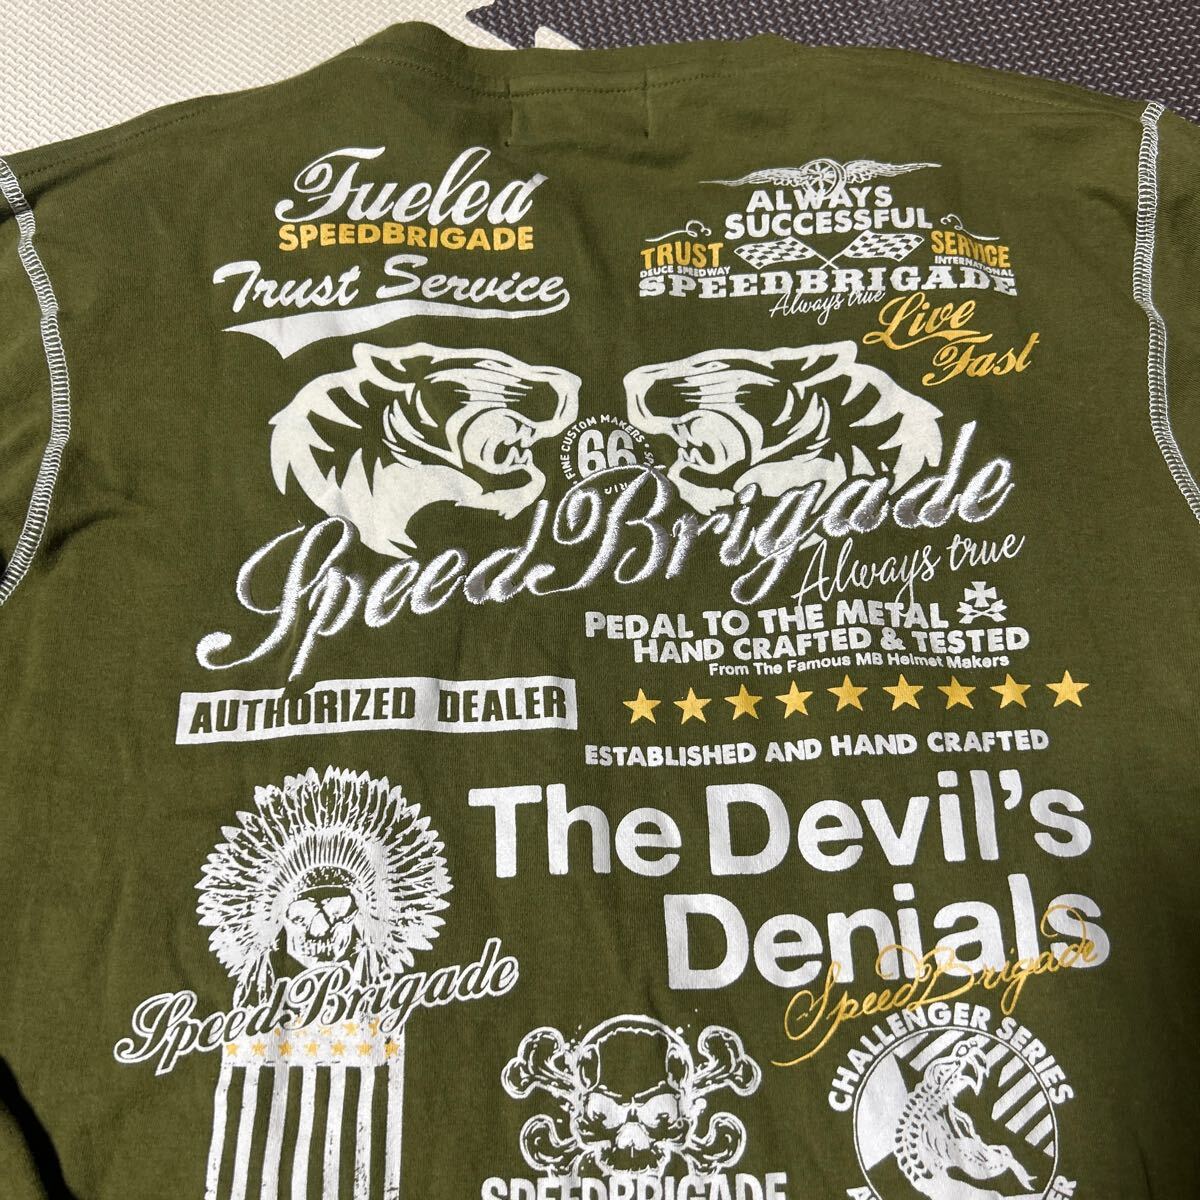 Fueled
SPEEDBRIGADE
Trust Service
ALWAYS
SUCCESSFUL
TRUST
DEUCE SPEEDWAY
SERVICE
INTERNATIONAL
SPEEDBRIGADE
Always true
Live
Fast
FINE CUSTOM MAKERS
66
SpeedBrigade
Always true
PEDAL TO THE METAL
HAND CRAFTED & TESTED
From The Famous MB Helmet Makers
AUTHORIZED DEALER
ESTABLISHED AND HAND CRAFTED
The Devil's
Denials
SpeedBrigade
SpeedBrigade
CHALLENGER SERIES
SPEEDBRIGADE